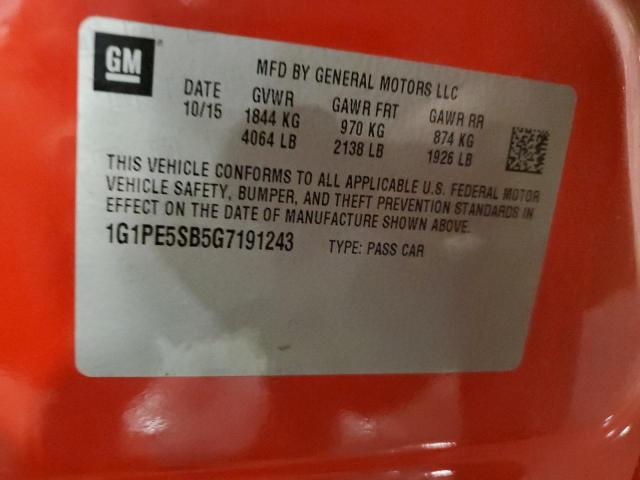 GM
MFD BY GENERAL MOTORS LLC
DATE GVWR GAWR FRT GAWR RR
10/15 1844 KG 970 KG 874 KG
4064 LB 2138 LB 1926 LB
THIS VEHICLE CONFORMS TO ALL APPLICABLE U.S. FEDERAL MOTOR
VEHICLE SAFETY, BUMPER, AND THEFT PREVENTION STANDARDS IN
EFFECT ON THE DATE OF MANUFACTURE SHOWN ABOVE.
1G1PE5SB5G7191243 TYPE: PASS CAR